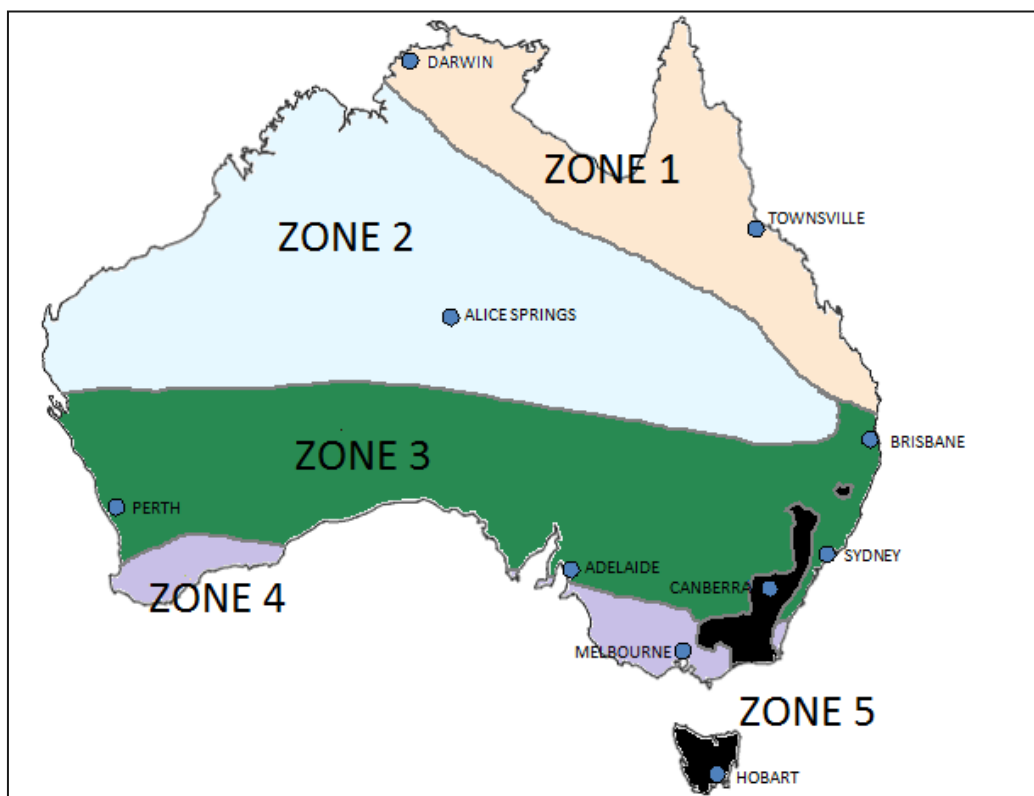 DARWIN
ZONE 1
TOWNSVILLE
ZONE 2
ALICE SPRINGS
BRISBANE
ZONE 3
PERTH
SYDNEY
ADELAIDE
CANBERRA
ZONE 4
MELBOURNE
ZONE 5
HOBART